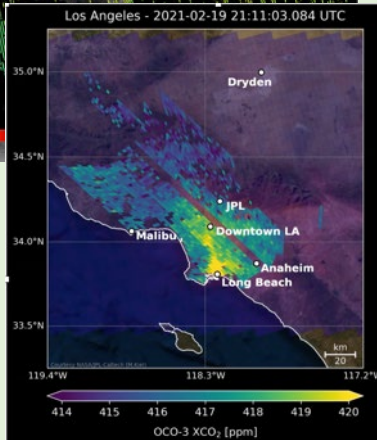 Los Angeles - 2021-02-19 21:11:03.084 UTC
35.0°N
Dryden
34.5°N
JPL
Downtown LA
34.0°N
Malibu
Anaheim
Long Beach
33.5°N
km
20
119.4°W 118.3°W 117.2°W
414 415 416 417 418 419 420
OCO-3 XCO₂ [ppm]